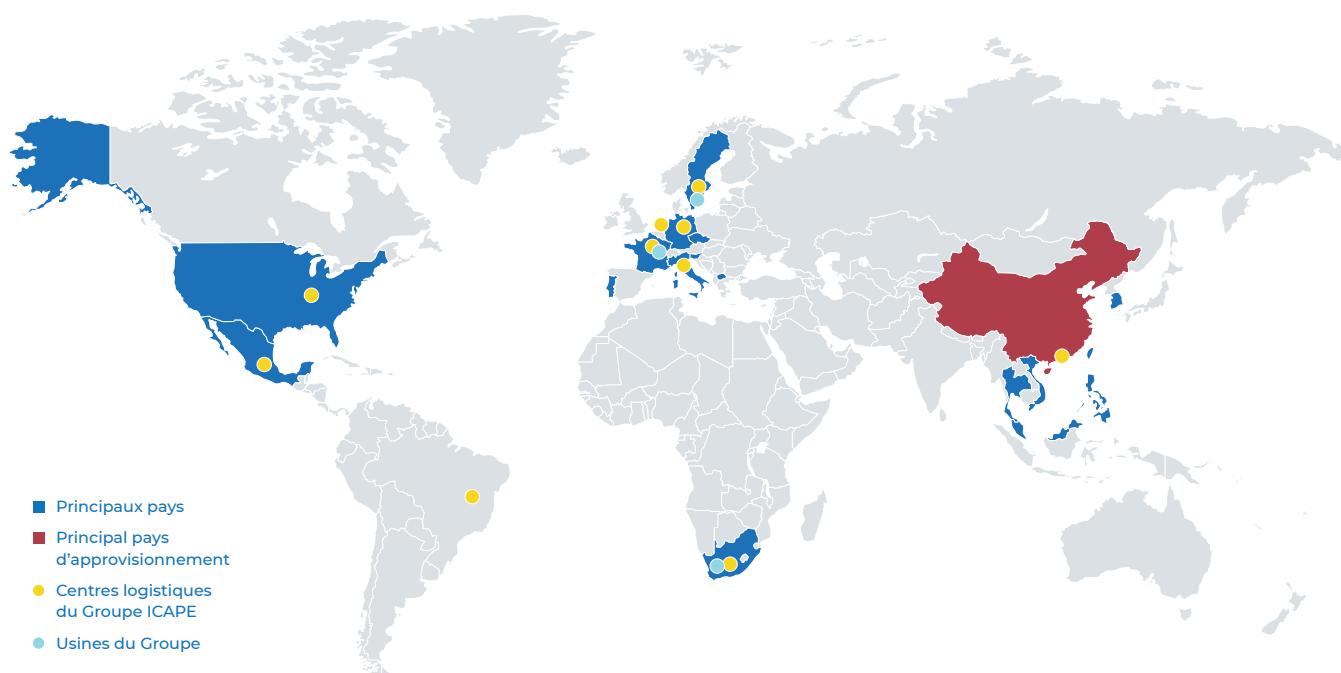 Principaux pays
Principal pays
d’approvisionnement
Centres logistiques
du Groupe ICAPE
Usines du Groupe